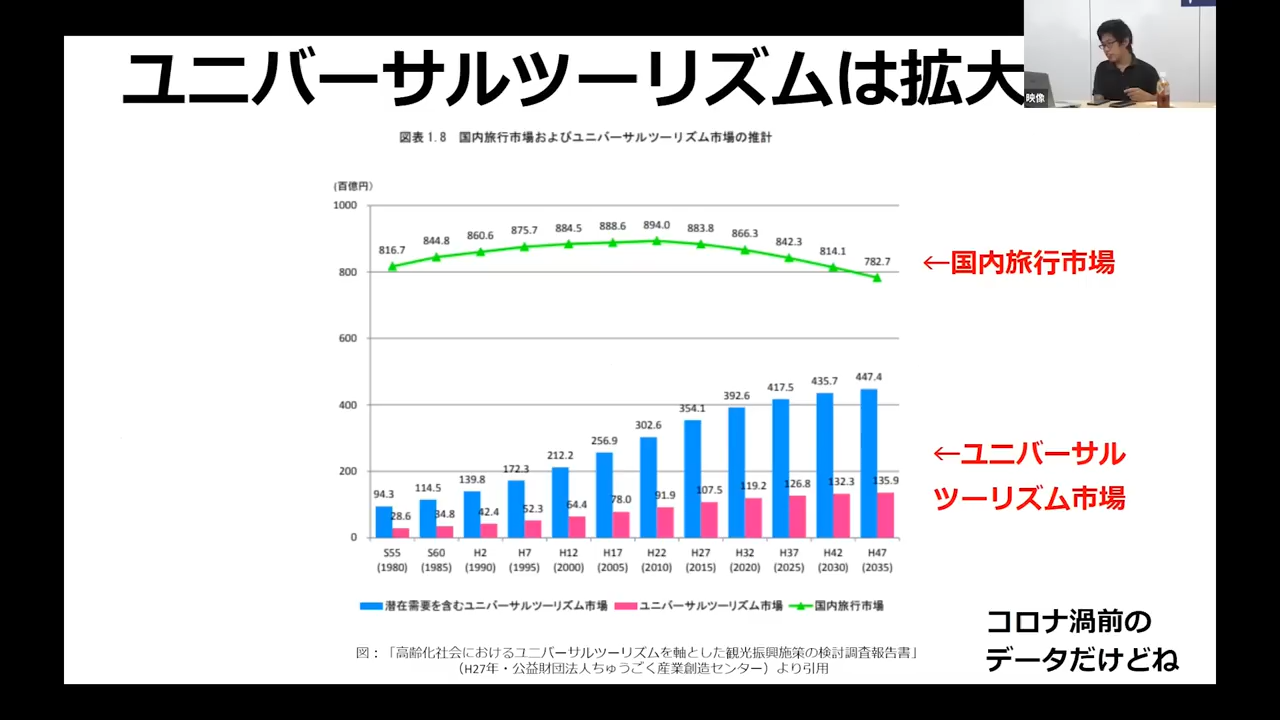 ユニバーサルツーリズムは拡大
映像
図表1.8 国内旅行市場およびユニバーサルツーリズム市場の推計
(百億円)
1000
800
600
400
200
0
816.7 844.8 860.6 875.7 884.5 888.6 894.0 883.8 866.3 842.3 814.1 782.7
←国内旅行市場
94.3 114.5 139.8 172.3 212.2 256.9 302.6 354.1 392.6 417.5 435.7 447.4
28.6 34.8 42.4 52.3 64.4 78.0 91.9 107.5 119.2 126.8 132.3 135.9
←ユニバーサル
ツーリズム市場
S55 S60 H2 H7 H12 H17 H22 H27 H32 H37 H42 H47
(1980) (1985) (1990) (1995) (2000) (2005) (2010) (2015) (2020) (2025) (2030) (2035)
潜在需要を含むユニバーサルツーリズム市場 ユニバーサルツーリズム市場 国内旅行市場
図：「高齢化社会におけるユニバーサルツーリズムを軸とした観光振興施策の検討調査報告書」
（H27年・公益財団法人ちゅうごく産業創造センター）より引用
コロナ渦前の
データだけどね